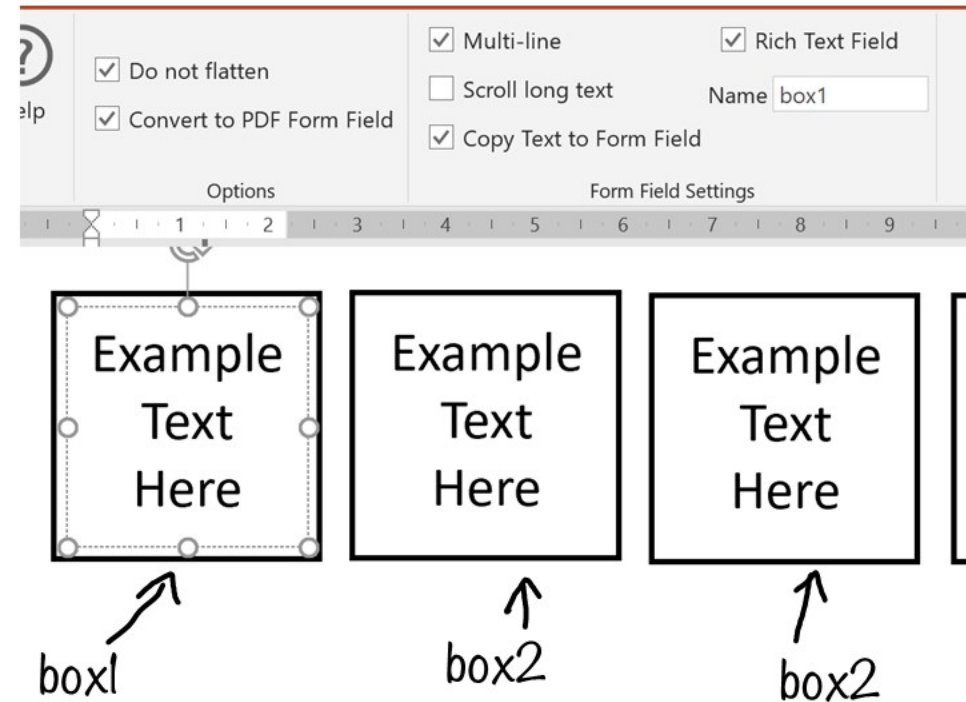 ?
elp
Do not flatten
Convert to PDF Form Field
Options
Multi-line
Scroll long text
Copy Text to Form Field
Rich Text Field
Name box1
Form Field Settings
1 2 3 4 5 6 7 8 9
Example
Text
Here
Example
Text
Here
Example
Text
Here
box1
box2
box2